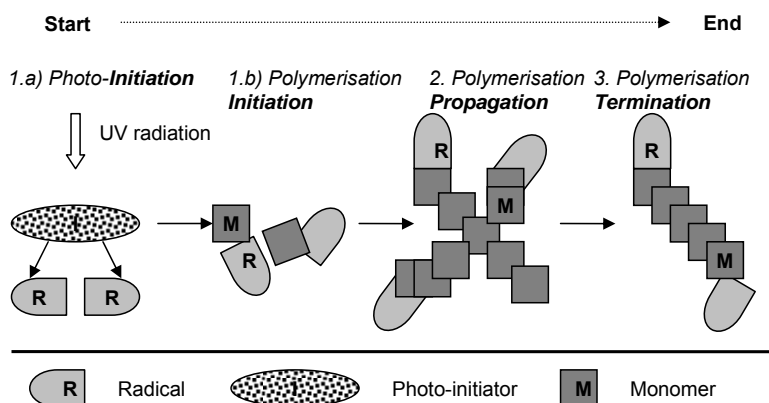 Start End
1.a) Photo-Initiation 1.b) Polymerisation 2. Polymerisation 3. Polymerisation
Initiation Propagation Termination
UV radiation
R R
M
I M
R
R R M
R I M
Radical Photo-initiator Monomer